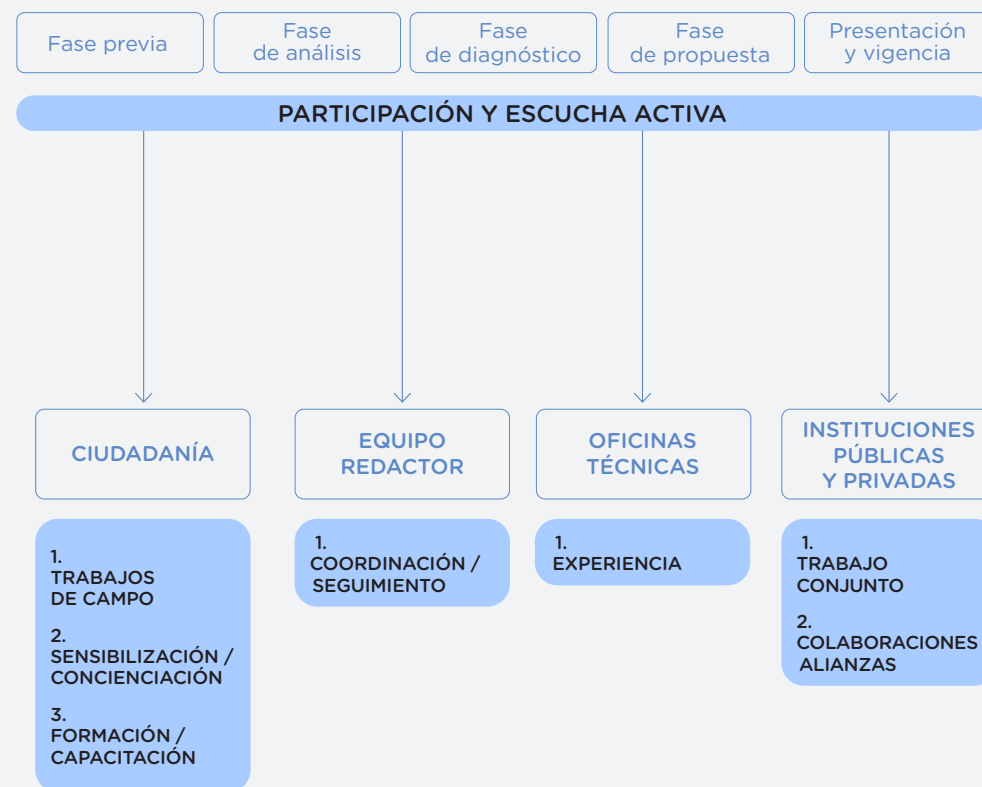 Fase previa
Fase
de análisis
Fase
de diagnóstico
Fase
de propuesta
Presentación
y vigencia
PARTICIPACIÓN Y ESCUCHA ACTIVA
CIUDADANÍA
EQUIPO
REDACTOR
OFICINAS
TÉCNICAS
INSTITUCIONES
PÚBLICAS
Y PRIVADAS
1.
TRABAJOS
DE CAMPO
2.
SENSIBILIZACIÓN /
CONCIENCIACIÓN
3.
FORMACIÓN /
CAPACITACIÓN
1.
COORDINACIÓN /
SEGUIMIENTO
1.
EXPERIENCIA
1.
TRABAJO
CONJUNTO
2.
COLABORACIONES
ALIANZAS